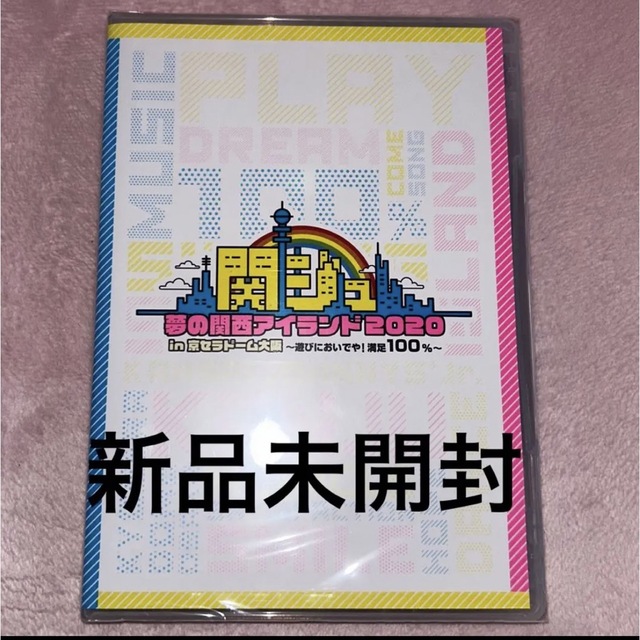 MUSIC
PLAY
DREAM
COME
SONG
100%
ISLAND
関ジュ
夢の関西アイランド2020
in 京セラドーム大阪 ～遊びにおいでや！満足100%～
新品未開封
SMILE